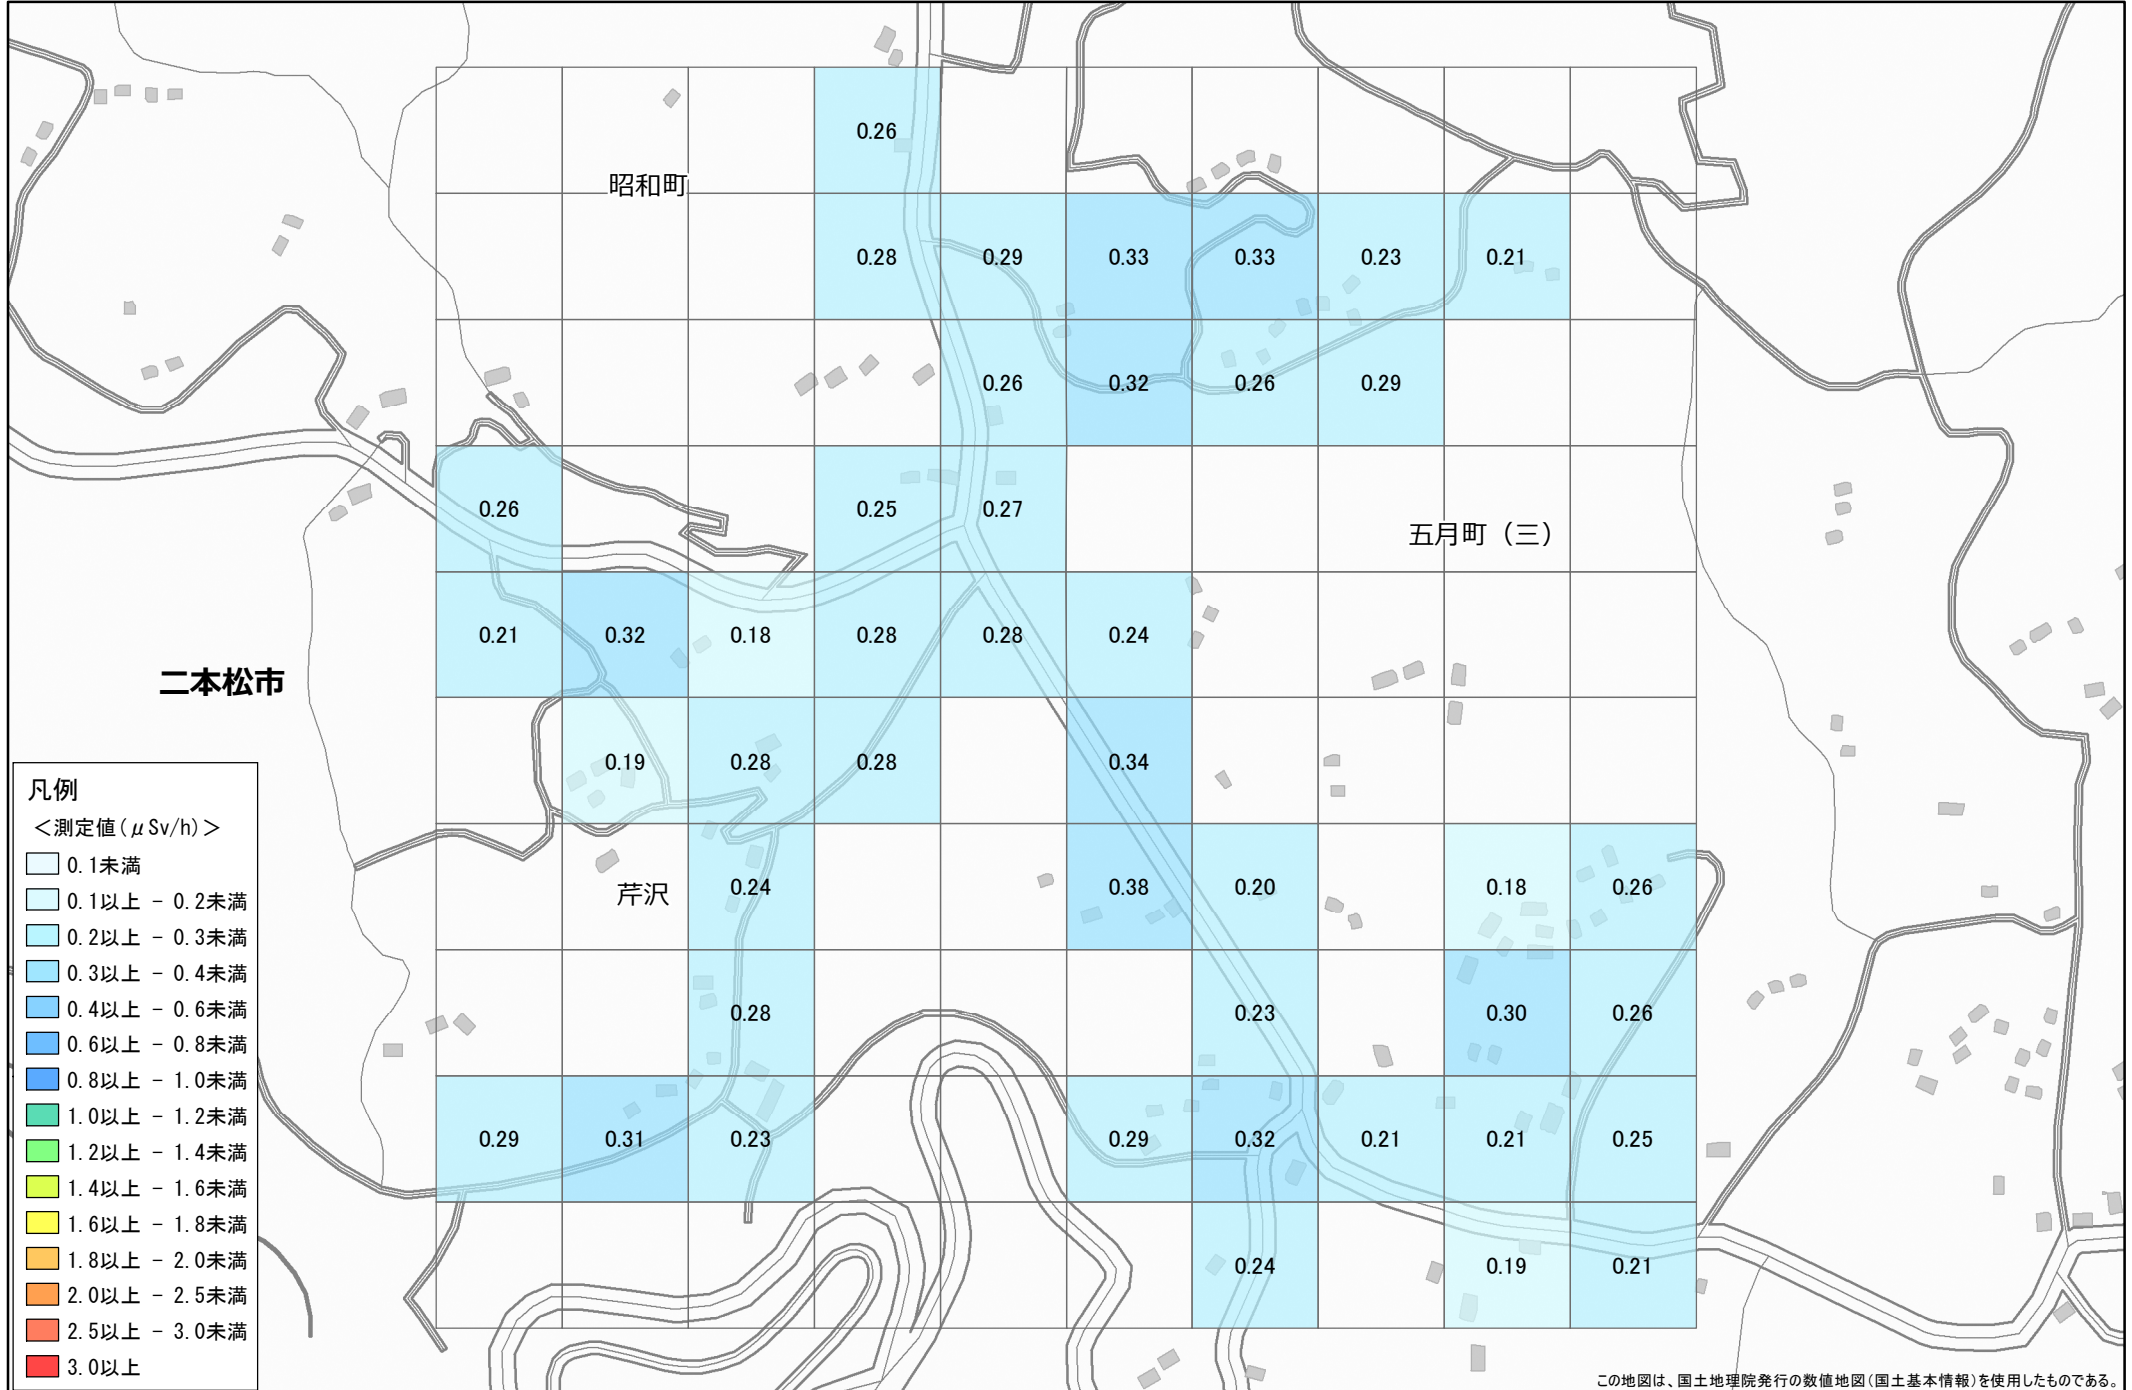 0.26
昭和町
0.28 0.29 0.33 0.33 0.23 0.21
0.26 0.32 0.26 0.29
0.26 0.25 0.27
五月町（三）
0.21 0.32 0.18 0.28 0.28 0.24
二本松市
0.19 0.28 0.28 0.34
0.24 0.38 0.20 0.18 0.26
芹沢
0.28 0.23 0.30 0.26
0.29 0.31 0.23 0.29 0.32 0.21 0.21 0.25
0.24 0.19 0.21
凡例
＜測定値(μSv/h)＞
0.1未満
0.1以上 － 0.2未満
0.2以上 － 0.3未満
0.3以上 － 0.4未満
0.4以上 － 0.6未満
0.6以上 － 0.8未満
0.8以上 － 1.0未満
1.0以上 － 1.2未満
1.2以上 － 1.4未満
1.4以上 － 1.6未満
1.6以上 － 1.8未満
1.8以上 － 2.0未満
2.0以上 － 2.5未満
2.5以上 － 3.0未満
3.0以上
この地図は、国土地理院発行の数値地図(国土基本情報)を使用したものである。